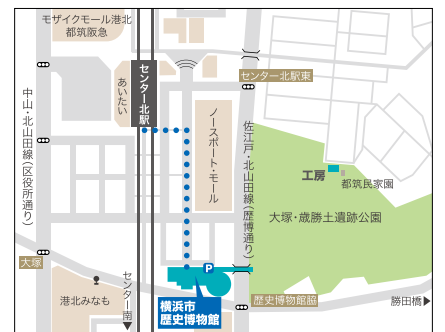 モザイクモール港北
都筑阪急
あいたい
センター北駅
センター北駅東
中山・北山田線(区役所通り)
ノースポート・モール
佐江戸・北山田線(歴博通り)
工房
都筑民家園
大塚・歳勝土遺跡公園
大塚
P
港北みなも
センター南
横浜市
歴史博物館
歴史博物館脇
勝田橋